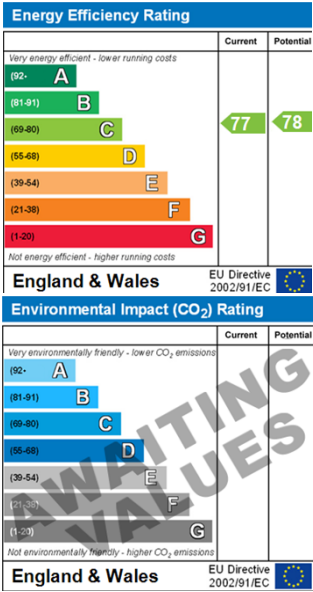 Energy Efficiency Rating
Current Potential
Very energy efficient - lower running costs
(92- A
(81-91) B
(69-80) C
77 78
(55-68) D
(39-54) E
(21-38) F
(1-20) G
Not energy efficient - higher running costs
England & Wales
EU Directive
2002/91/EC
Environmental Impact (CO2) Rating
Current Potential
Very environmentally friendly - lower CO2 emissions
(92- A
(81-91) B
(69-80) C
(55-68) D
(39-54) E
(21-38) F
(1-20) G
AWAITING
VALUES
Not environmentally friendly - higher CO2 emissions
England & Wales
EU Directive
2002/91/EC